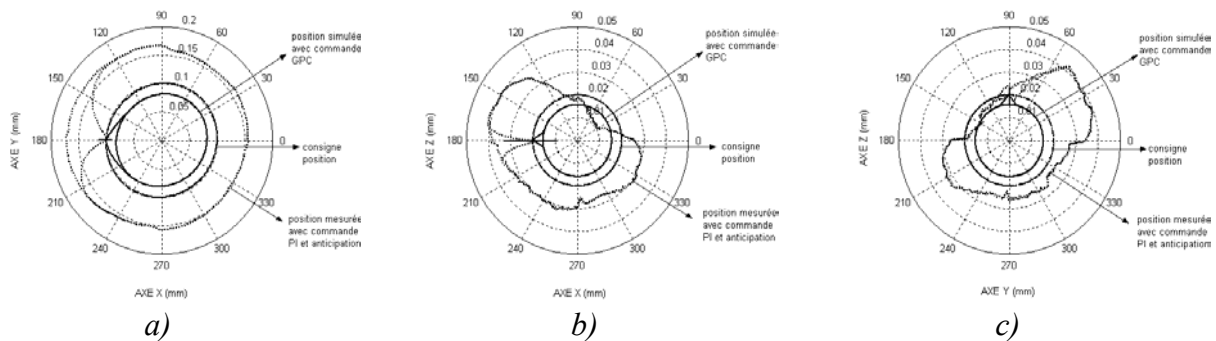 90
0.2
120
60
0.15
150
30
0.1
0.05
180
0
210
330
240
300
270
AXE Y (mm)
AXE X (mm)
position simulée
avec commande
GPC
consigne
position
position mesurée
avec commande
PI et anticipation
a)
90
0.05
120
60
0.04
0.03
150
30
0.02
0.01
180
0
210
330
240
300
270
AXE Z (mm)
AXE X (mm)
position simulée
avec commande
GPC
consigne
position
position mesurée
avec commande
PI et anticipation
b)
90
0.05
120
60
0.04
0.03
150
30
0.02
0.01
180
0
210
330
240
300
270
AXE Z (mm)
AXE Y (mm)
position simulée
avec commande
GPC
consigne
position
position mesurée
avec commande
PI et anticipation
c)